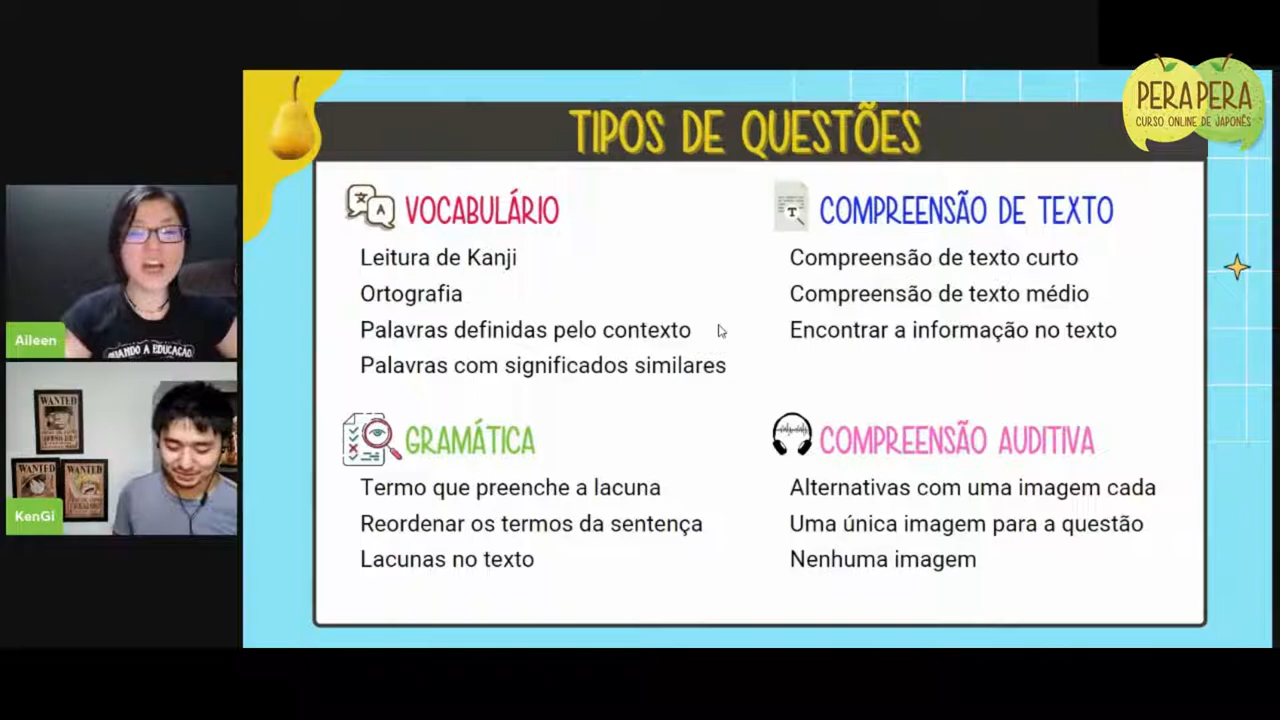 PERA PERA
CURSO ONLINE DE JAPONÊS
TIPOS DE QUESTÕES
VOCABULÁRIO
Leitura de Kanji
Ortografia
Palavras definidas pelo contexto
Palavras com significados similares
COMPREENSÃO DE TEXTO
Compreensão de texto curto
Compreensão de texto médio
Encontrar a informação no texto
GRAMÁTICA
Termo que preenche a lacuna
Reordenar os termos da sentença
Lacunas no texto
COMPREENSÃO AUDITIVA
Alternativas com uma imagem cada
Uma única imagem para a questão
Nenhuma imagem
Aileen
QUANDO A EDUCAÇÃO
WANTED
WANTED
WANTED
KenGi